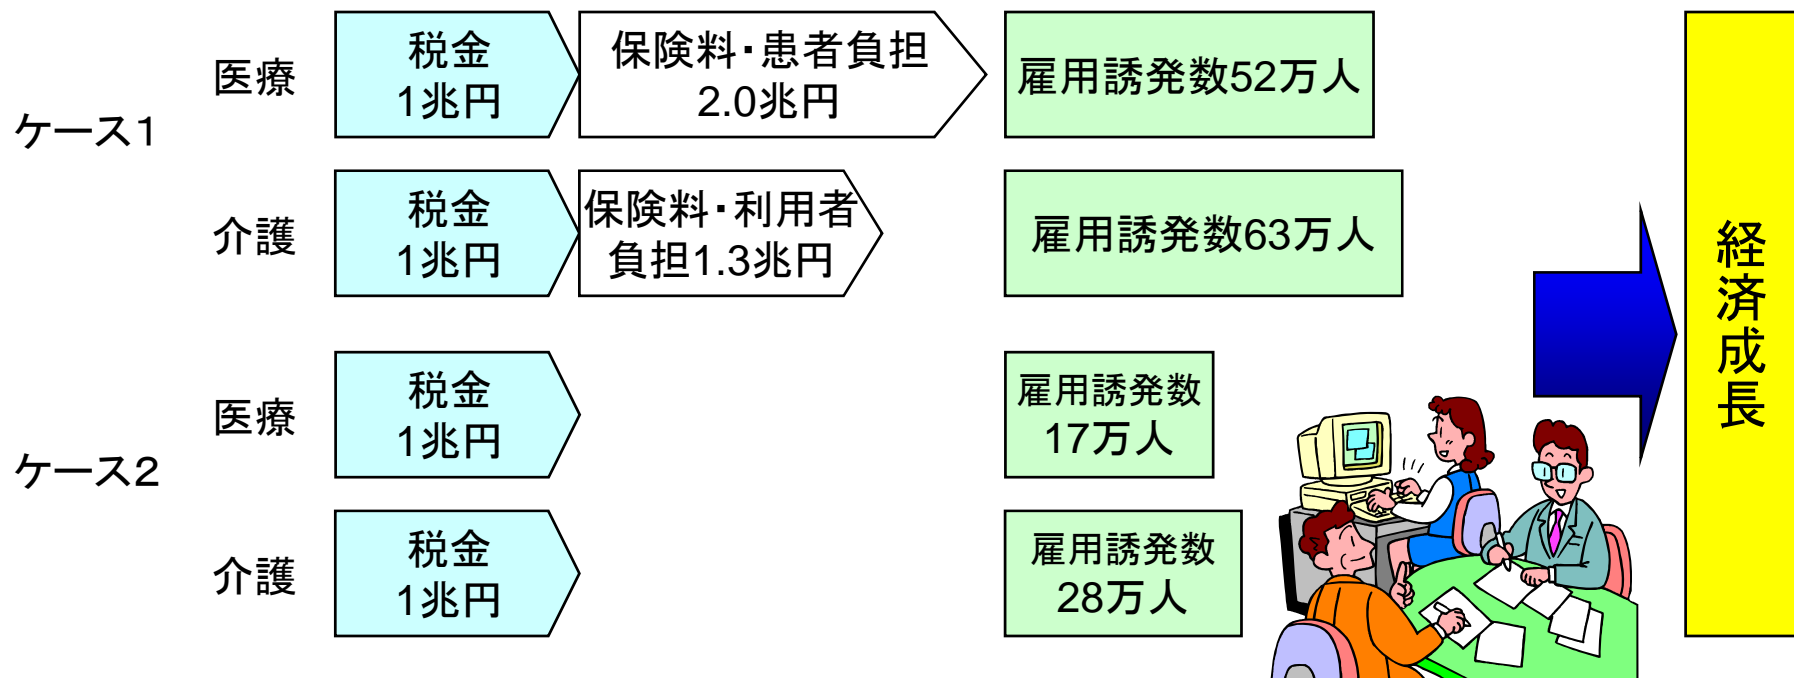 ケース1
医療
税金
1兆円
保険料・患者負担
2.0兆円
雇用誘発数52万人
介護
税金
1兆円
保険料・利用者
負担1.3兆円
雇用誘発数63万人
ケース2
医療
税金
1兆円
雇用誘発数
17万人
介護
税金
1兆円
雇用誘発数
28万人
経済成長